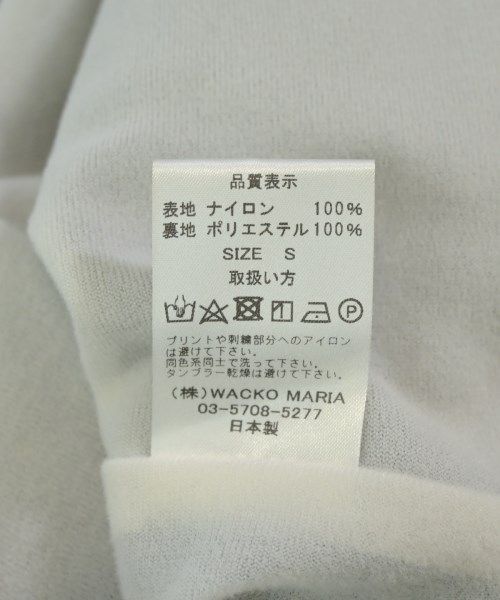 品質表示
表地 ナイロン 100%
裏地 ポリエステル 100%
SIZE S
取扱い方
P
プリントや刺繍部分へのアイロン
は避けて下さい。
同色系同士で洗って下さい。
タンブラー乾燥は避けて下さい。
(株)WACKO MARIA
03-5708-5277
日本製